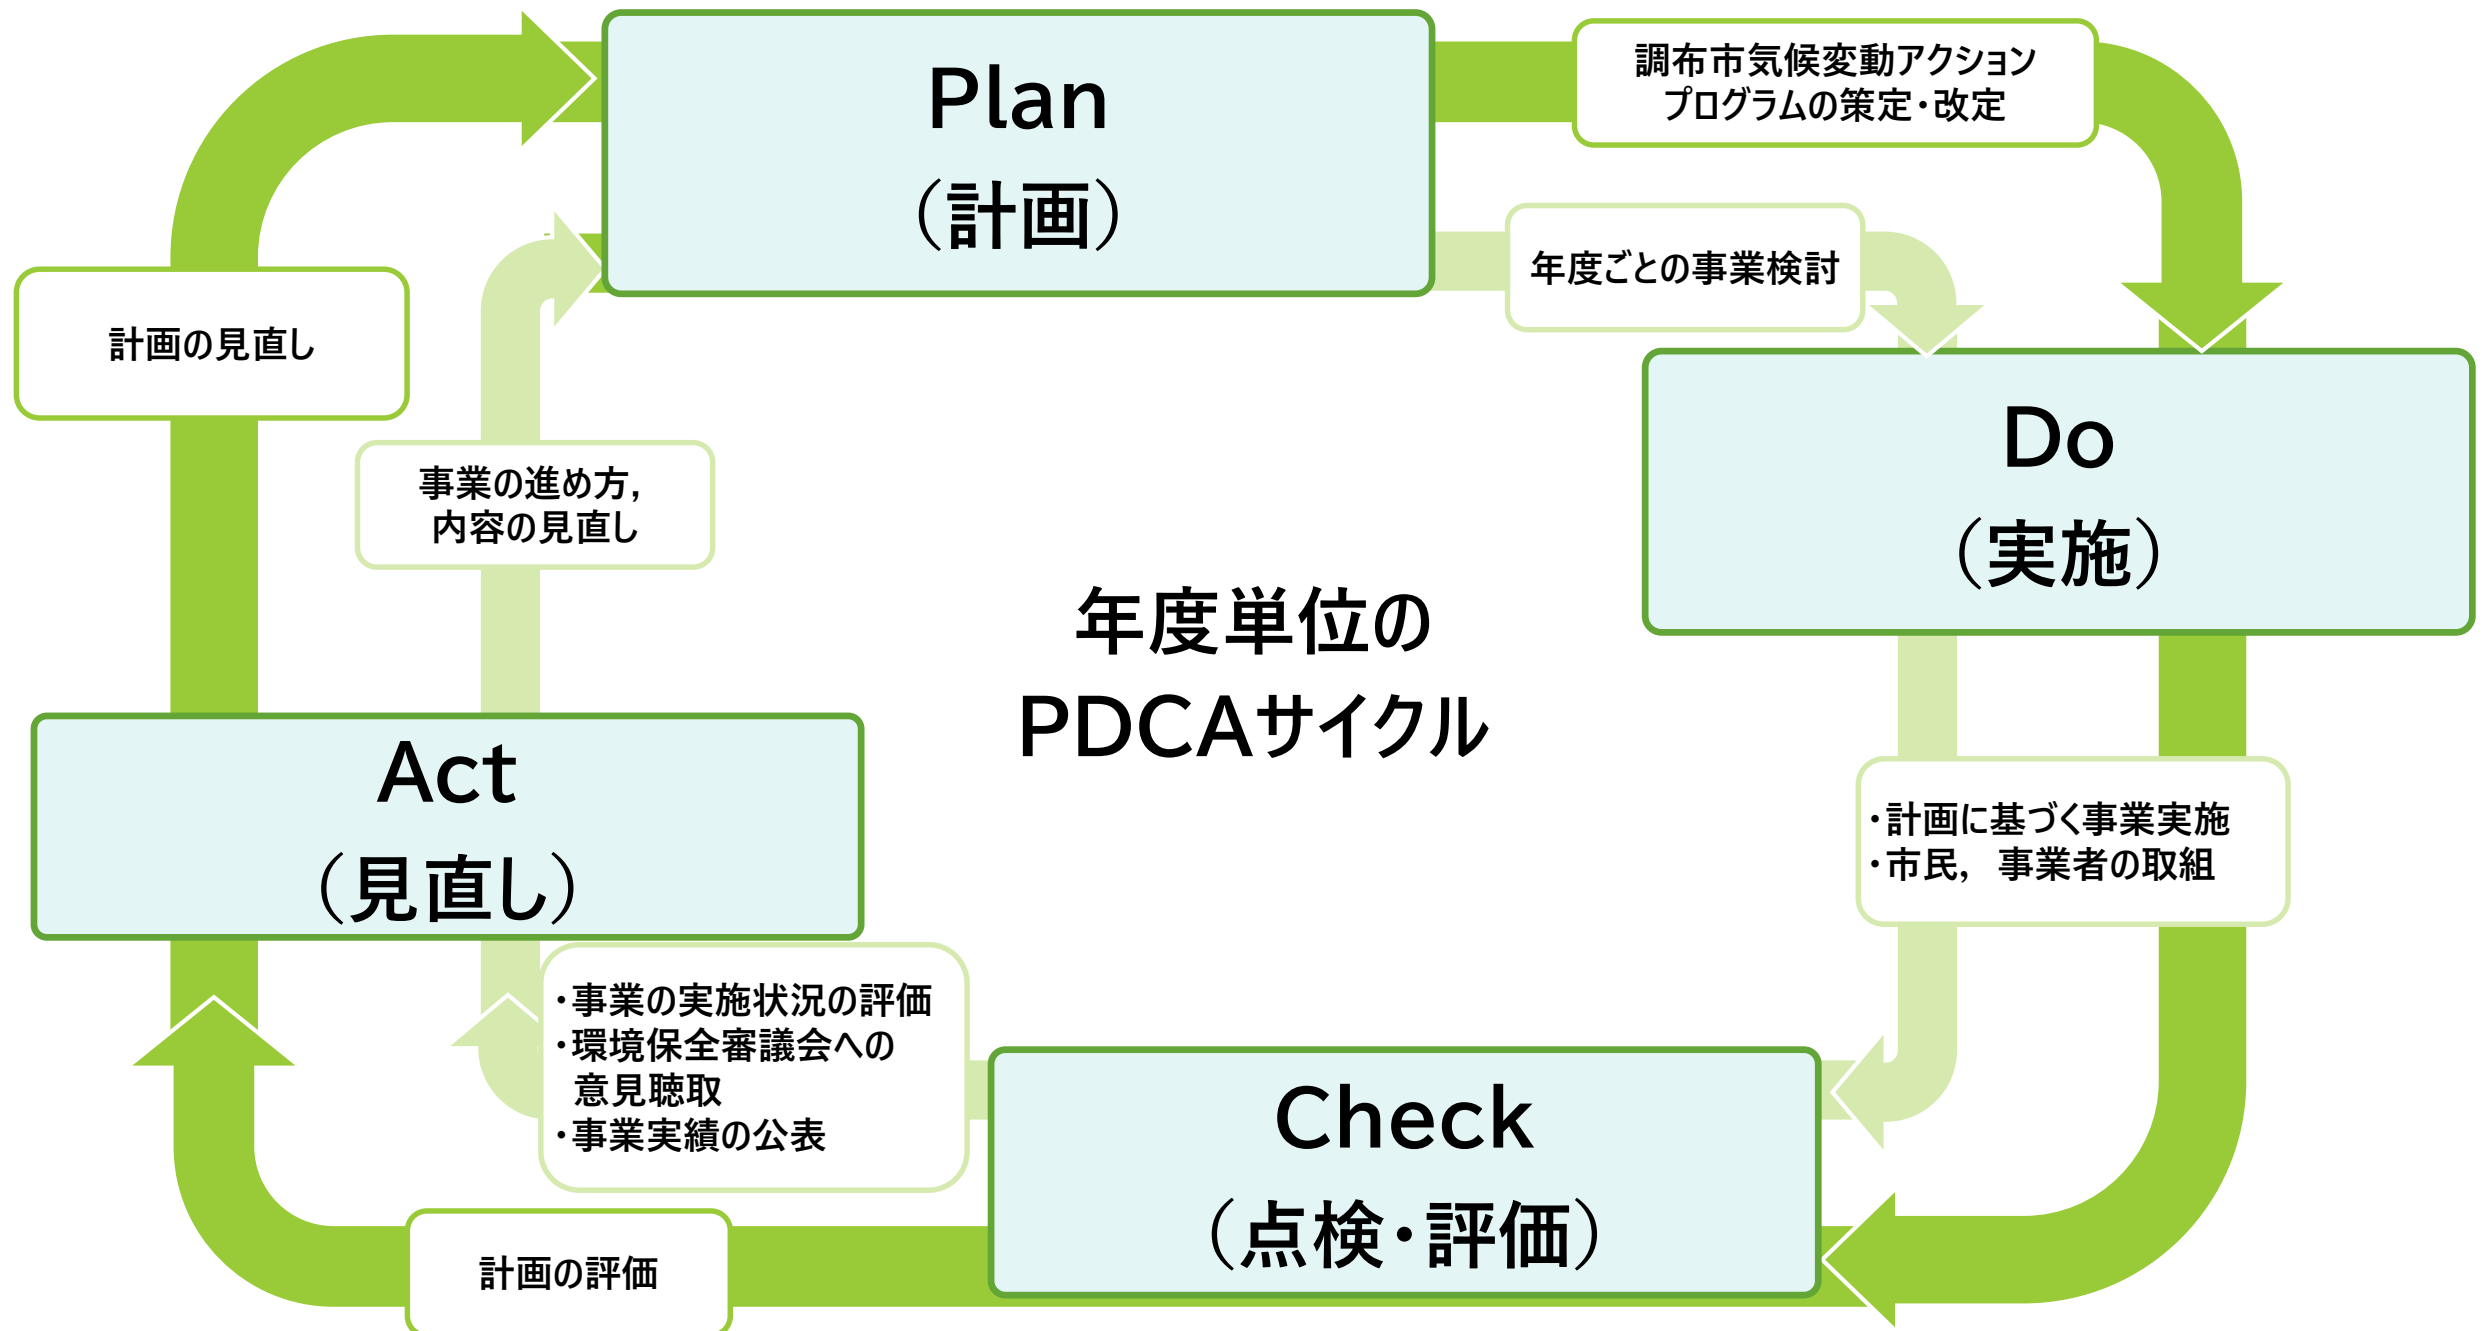 Plan
（計画）
調布市気候変動アクション
プログラムの策定・改定
年度ごとの事業検討
計画の見直し
事業の進め方，
内容の見直し
Do
（実施）
年度単位の
PDCAサイクル
Act
（見直し）
・計画に基づく事業実施
・市民，事業者の取組
・事業の実施状況の評価
・環境保全審議会への
意見聴取
・事業実績の公表
Check
（点検・評価）
計画の評価